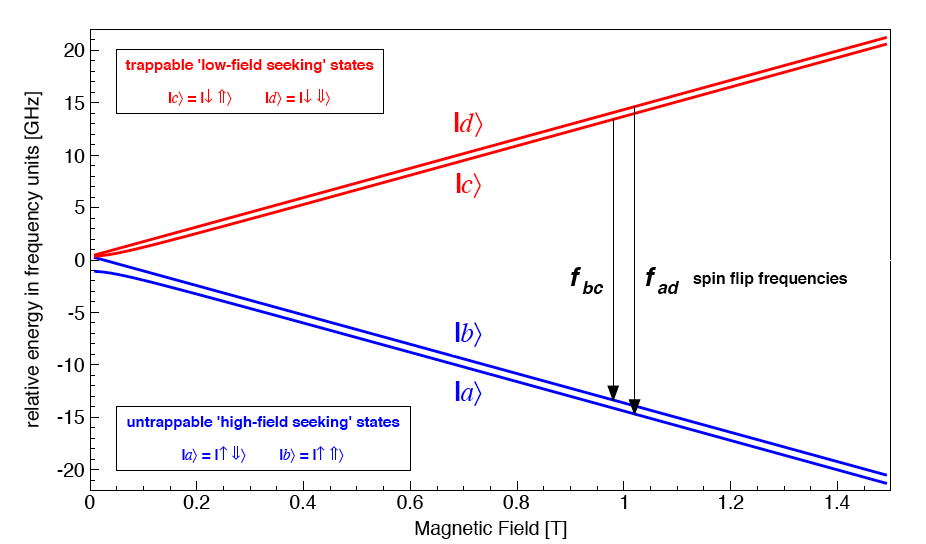 relative energy in frequency units [GHz]
20
15
10
5
0
-5
-10
-15
-20
trappable 'low-field seeking' states
|c⟩ = |↓⇑⟩ |d⟩ = |↓⇓⟩
|d⟩
|c⟩
f bc
f ad spin flip frequencies
|b⟩
|a⟩
untrappable 'high-field seeking' states
|a⟩ = |↑⇓⟩ |b⟩ = |↑⇑⟩
0 0.2 0.4 0.6 0.8 1 1.2 1.4
Magnetic Field [T]